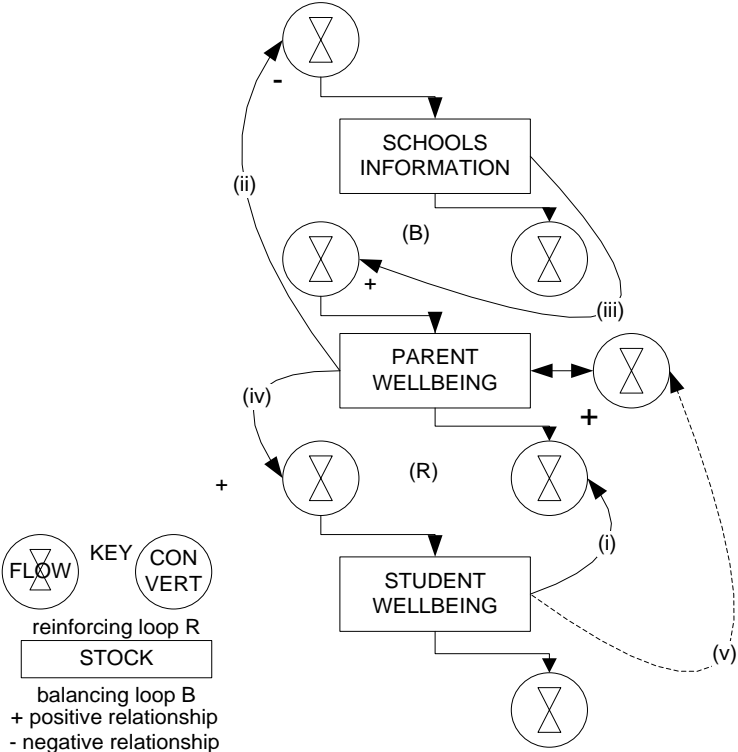 -
SCHOOLS
INFORMATION
(ii)
(B)
+
(iii)
PARENT
WELLBEING
(iv)
+
(R)
+
(i)
STUDENT
WELLBEING
(v)
FLOW
KEY
CON
VERT
reinforcing loop R
STOCK
balancing loop B
+ positive relationship
- negative relationship